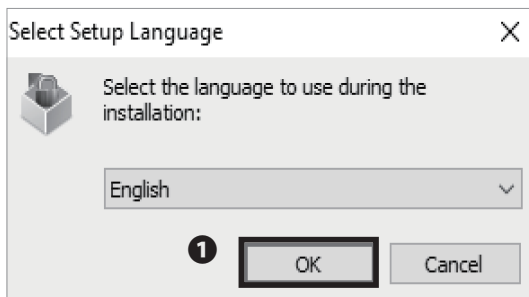 Select Setup Language
Select the language to use during the
installation:
English
❶ OK Cancel